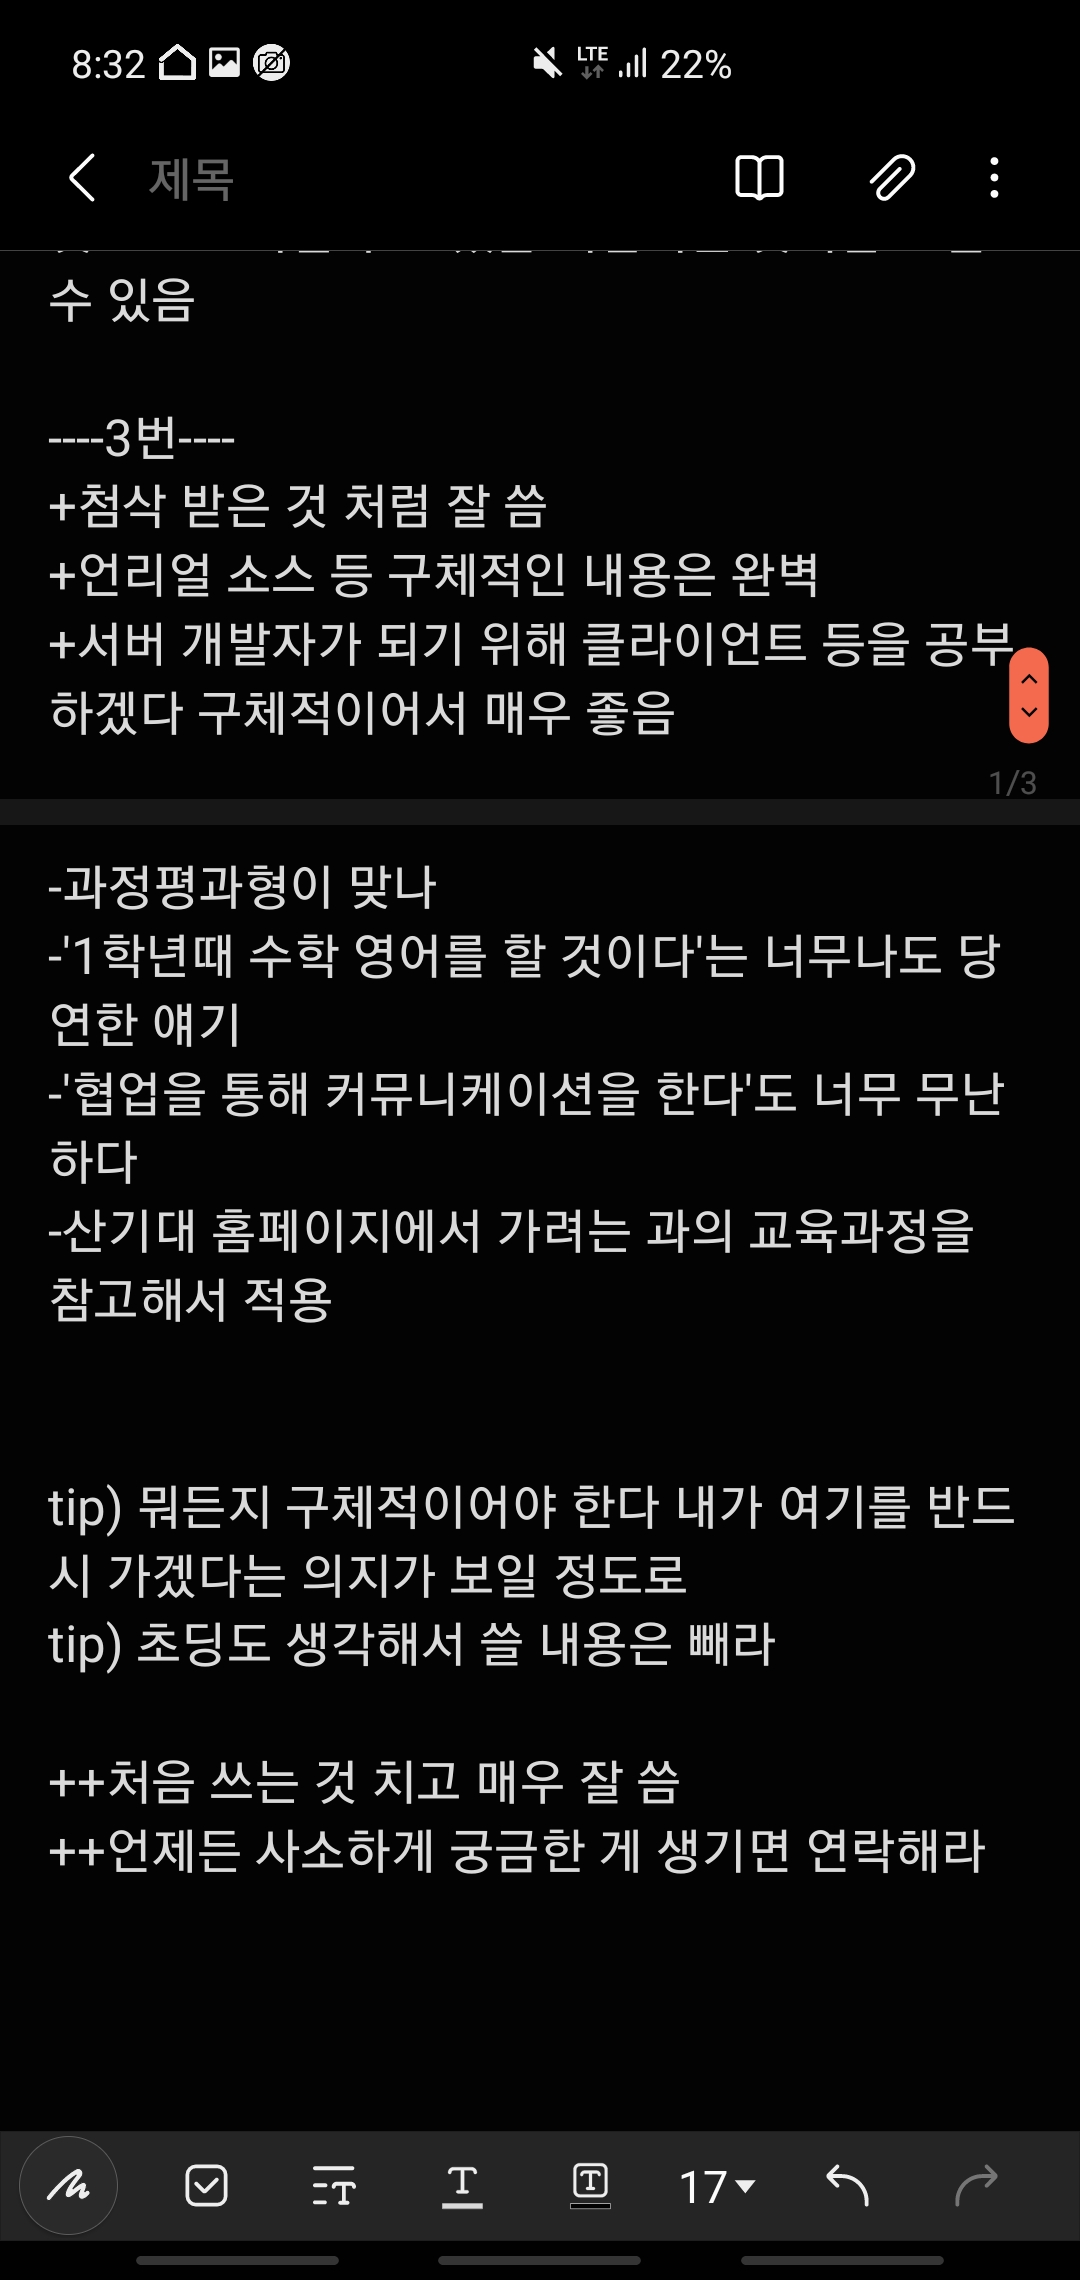 8:32 LTE 22%
제목
수 있음
----3번----
+첨삭 받은 것 처럼 잘 씀
+언리얼 소스 등 구체적인 내용은 완벽
+서버 개발자가 되기 위해 클라이언트 등을 공부
하겠다 구체적이어서 매우 좋음
1/3
-과정평과형이 맞나
-'1학년때 수학 영어를 할 것이다'는 너무나도 당
연한 얘기
-'협업을 통해 커뮤니케이션을 한다'도 너무 무난
하다
-산기대 홈페이지에서 가려는 과의 교육과정을
참고해서 적용
tip) 뭐든지 구체적이어야 한다 내가 여기를 반드
시 가겠다는 의지가 보일 정도로
tip) 초딩도 생각해서 쓸 내용은 빼라
++처음 쓰는 것 치고 매우 잘 씀
++언제든 사소하게 궁금한 게 생기면 연락해라
17